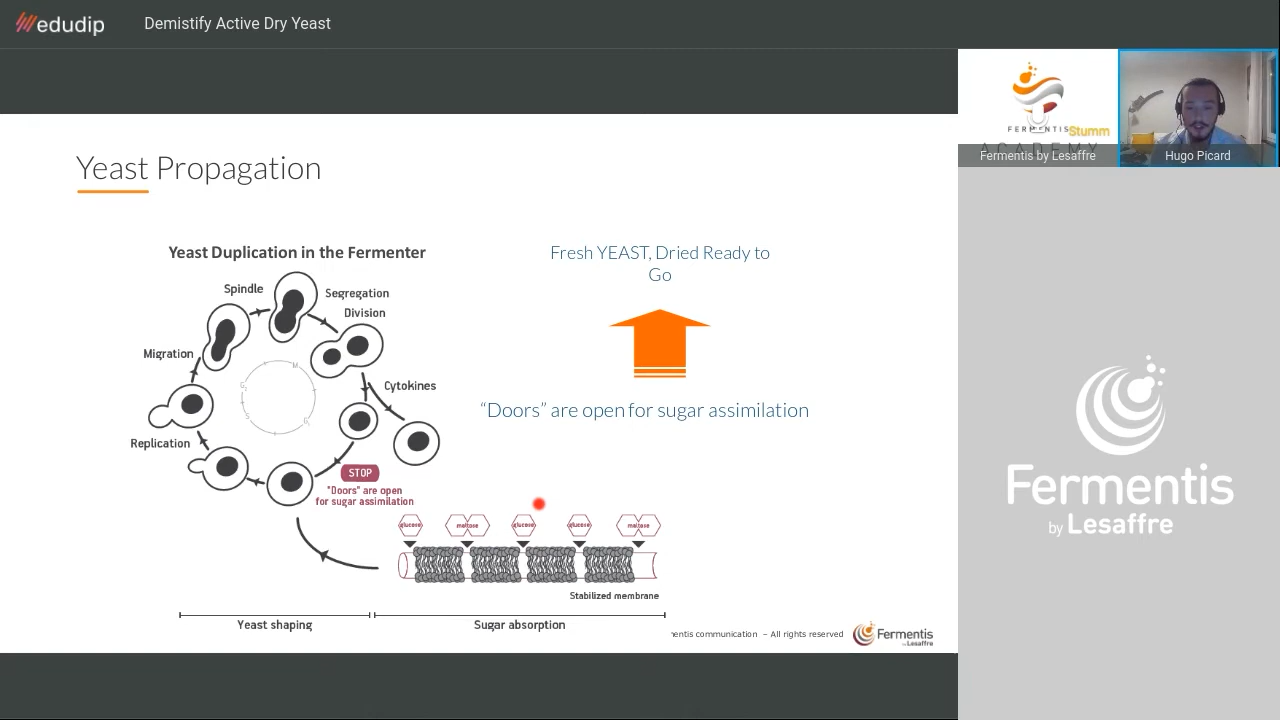 edudip
Demistify Active Dry Yeast
FERMENTIS
Stumm
ACADEMY
Fermentis by Lesaffre
Hugo Picard
Yeast Propagation
Yeast Duplication in the Fermenter
Spindle
Segregation
Division
Migration
Cytokines
Replication
M
G₁
S
G₂
STOP
"Doors" are open
for sugar assimilation
Fresh YEAST, Dried Ready to
Go
“Doors” are open for sugar assimilation
glucose
maltose
glucose
glucose
maltose
Stabilized membrane
Yeast shaping
Sugar absorption
communication – All rights reserved
Fermentis
by Lesaffre
Fermentis
by Lesaffre